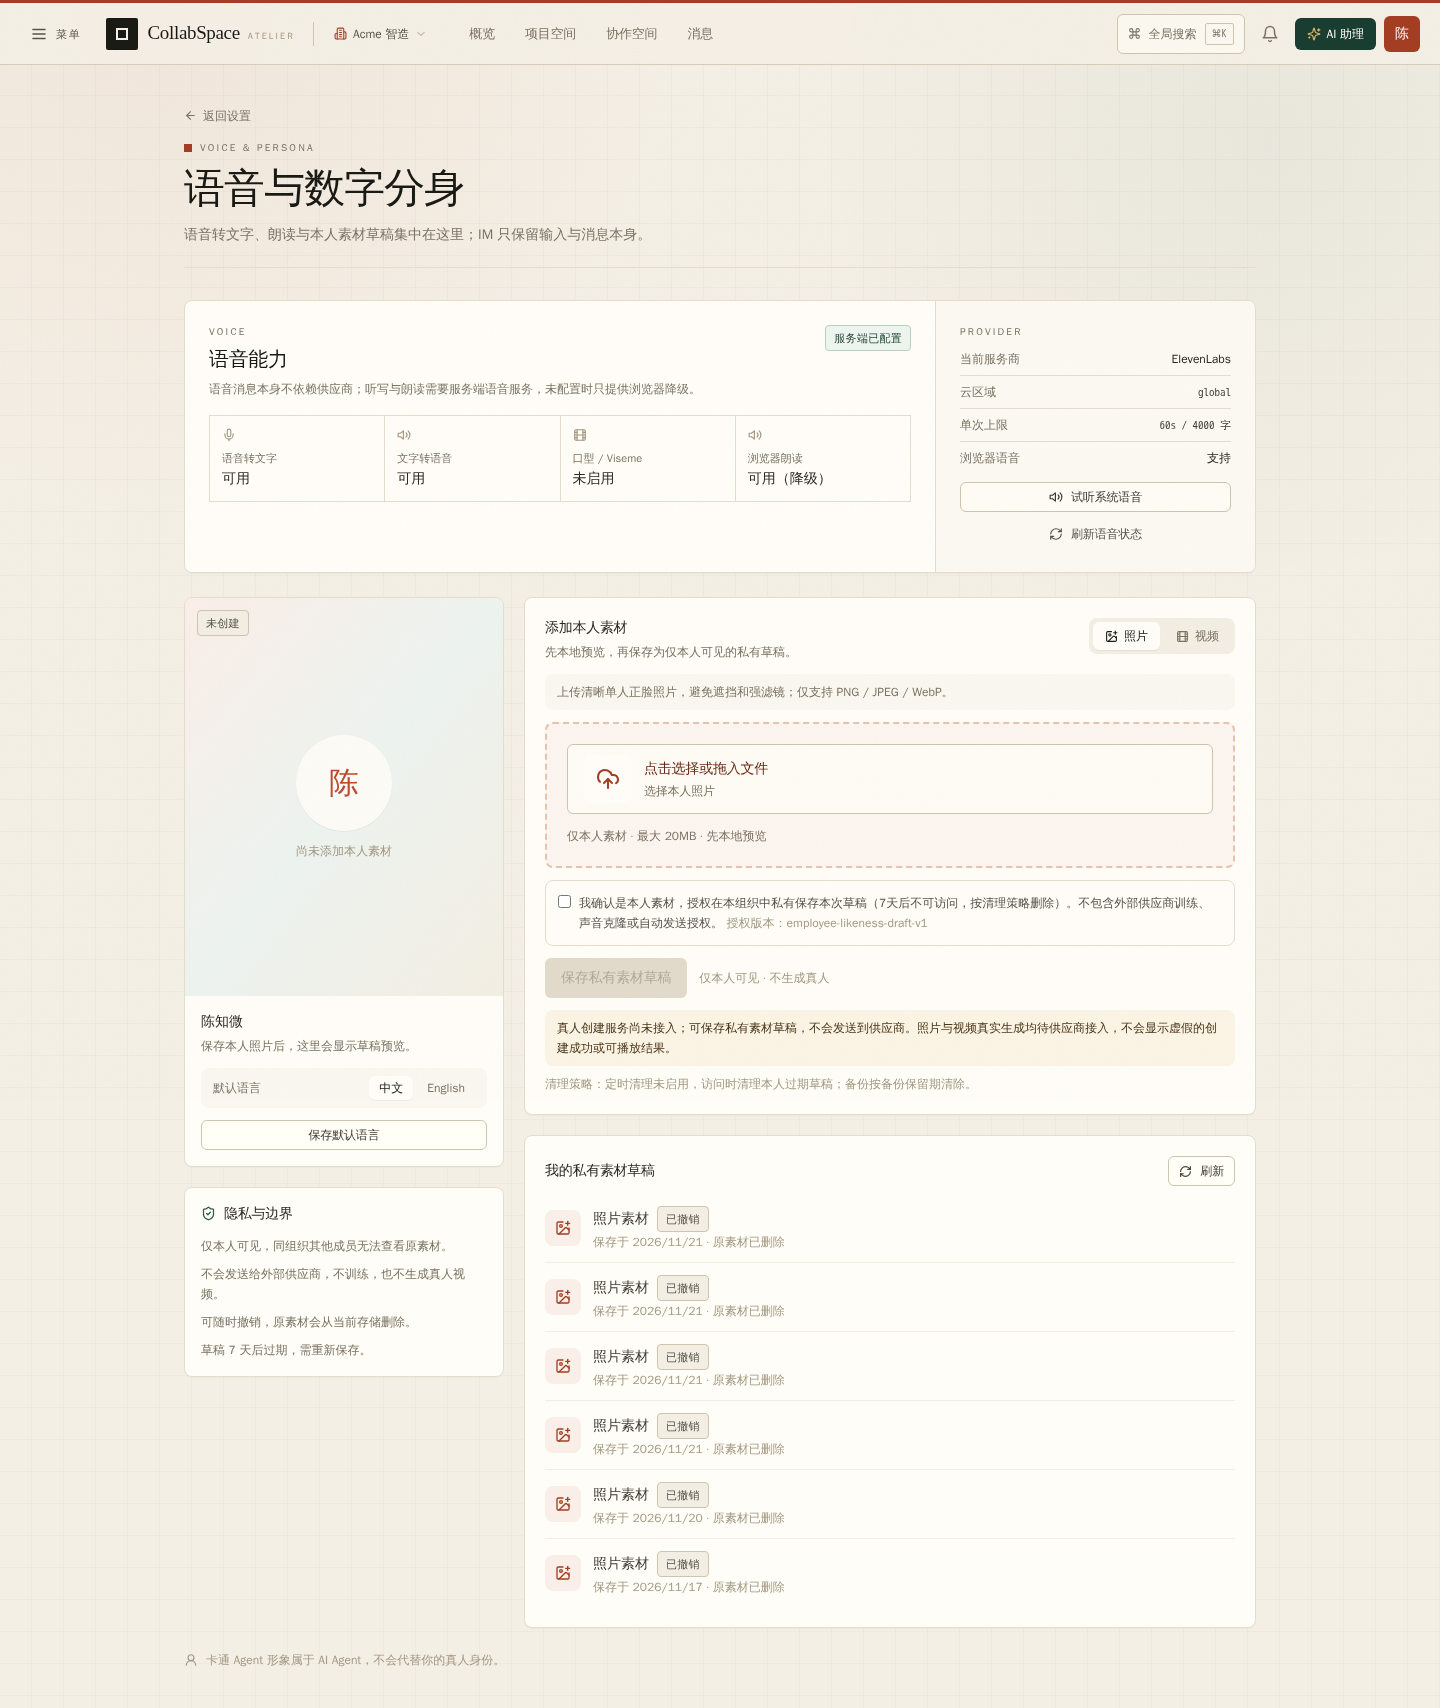 菜单
CollabSpace ATELIER
Acme 智造
概览
项目空间
协作空间
消息
⌘ 全局搜索 ⌘K
AI 助理
陈
返回设置
VOICE & PERSONA
语音与数字分身
语音转文字、朗读与本人素材草稿集中在这里；IM 只保留输入与消息本身。
VOICE
语音能力
服务端已配置
语音消息本身不依赖供应商；听写与朗读需要服务端语音服务，未配置时只提供浏览器降级。
语音转文字
可用
文字转语音
可用
口型 / Viseme
未启用
浏览器朗读
可用（降级）
PROVIDER
当前服务商 ElevenLabs
云区域 global
单次上限 60s / 4000 字
浏览器语音 支持
试听系统语音
刷新语音状态
未创建
陈
尚未添加本人素材
陈知微
保存本人照片后，这里会显示草稿预览。
默认语言 中文 English
保存默认语言
隐私与边界
仅本人可见，同组织其他成员无法查看原素材。
不会发送给外部供应商，不训练，也不生成真人视
频。
可随时撤销，原素材会从当前存储删除。
草稿 7 天后过期，需重新保存。
添加本人素材
先本地预览，再保存为仅本人可见的私有草稿。
照片 视频
上传清晰单人正脸照片，避免遮挡和强滤镜；仅支持 PNG / JPEG / WebP。
点击选择或拖入文件
选择本人照片
仅本人素材 · 最大 20MB · 先本地预览
我确认是本人素材，授权在本组织中私有保存本次草稿（7天后不可访问，按清理策略删除）。不包含外部供应商训练、
声音克隆或自动发送授权。 授权版本：employee-likeness-draft-v1
保存私有素材草稿 仅本人可见 · 不生成真人
真人创建服务尚未接入；可保存私有素材草稿，不会发送到供应商。照片与视频真实生成均待供应商接入，不会显示虚假的创
建成功或可播放结果。
清理策略：定时清理未启用，访问时清理本人过期草稿；备份按备份保留期清除。
我的私有素材草稿
刷新
照片素材 已撤销
保存于 2026/11/21 · 原素材已删除
照片素材 已撤销
保存于 2026/11/21 · 原素材已删除
照片素材 已撤销
保存于 2026/11/21 · 原素材已删除
照片素材 已撤销
保存于 2026/11/21 · 原素材已删除
照片素材 已撤销
保存于 2026/11/20 · 原素材已删除
照片素材 已撤销
保存于 2026/11/17 · 原素材已删除
卡通 Agent 形象属于 AI Agent，不会代替你的真人身份。